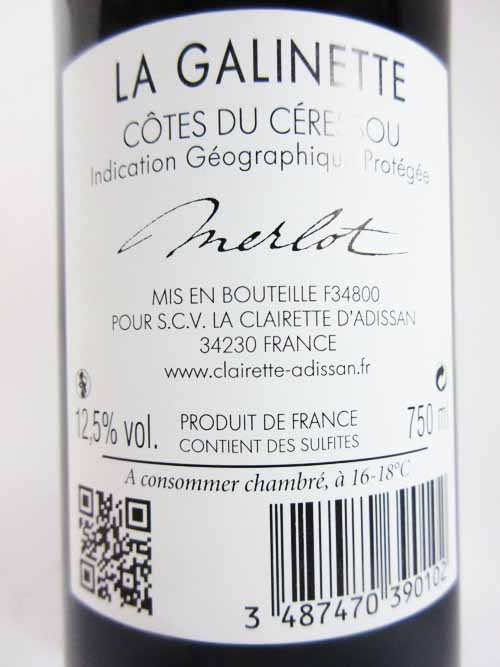 LA GALINETTE
CÔTES DU CÉRESSOU
Indication Géographique Protégée
Merlot
MIS EN BOUTEILLE F34800
POUR S.C.V. LA CLAIRETTE D'ADISSAN
34230 FRANCE
www.clairette-adissan.fr
12,5% vol.
PRODUIT DE FRANCE
CONTIENT DES SULFITES
750 ml
A consommer chambré, à 16-18°C
3 487470 390102